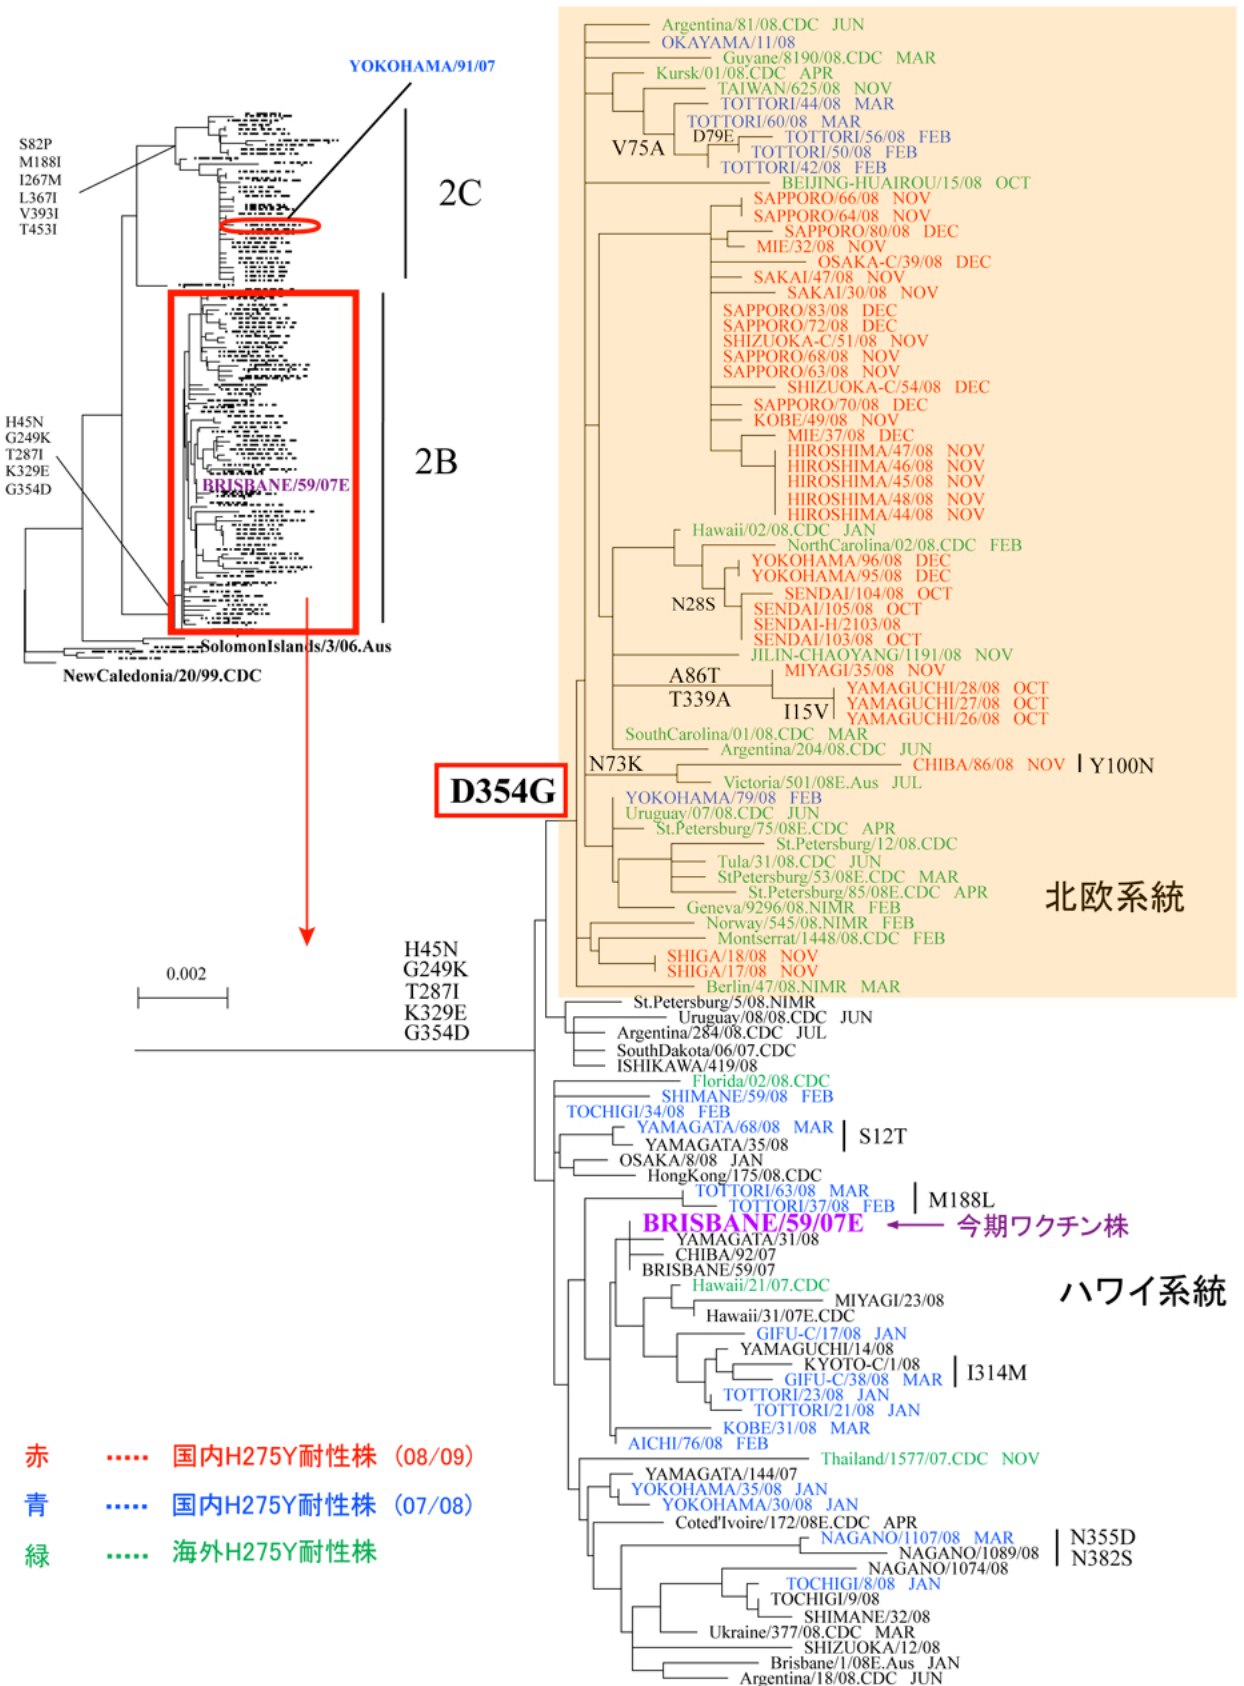 YOKOHAMA/91/07
S82P
M188I
I267M
L367I
V393I
T453I
2C
H45N
G249K
T287I
K329E
G354D
2B
BRISBANE/59/07E
SolomonIslands/3/06.Aus
NewCaledonia/20/99.CDC
Argentina/81/08.CDC JUN
OKAYAMA/11/08
Guyane/8190/08.CDC MAR
Kursk/01/08.CDC APR
TAIWAN/625/08 NOV
TOTTORI/44/08 MAR
TOTTORI/60/08 MAR
D79E
TOTTORI/56/08 FEB
V75A
TOTTORI/50/08 FEB
TOTTORI/42/08 FEB
BEIJING-HUAIROU/15/08 OCT
SAPPORO/66/08 NOV
SAPPORO/64/08 NOV
SAPPORO/80/08 DEC
MIE/32/08 NOV
OSAKA-C/39/08 DEC
SAKAI/47/08 NOV
SAKAI/30/08 NOV
SAPPORO/83/08 DEC
SAPPORO/72/08 DEC
SHIZUOKA-C/51/08 NOV
SAPPORO/68/08 NOV
SAPPORO/63/08 NOV
SHIZUOKA-C/54/08 DEC
SAPPORO/70/08 DEC
KOBE/49/08 NOV
MIE/37/08 DEC
HIROSHIMA/47/08 NOV
HIROSHIMA/46/08 NOV
HIROSHIMA/45/08 NOV
HIROSHIMA/48/08 NOV
HIROSHIMA/44/08 NOV
Hawaii/02/08.CDC JAN
NorthCarolina/02/08.CDC FEB
YOKOHAMA/96/08 DEC
YOKOHAMA/95/08 DEC
N28S
SENDAI/104/08 OCT
SENDAI/105/08 OCT
SENDAI-H/2103/08
SENDAI/103/08 OCT
JILIN-CHAOYANG/1191/08 NOV
A86T
T339A
MIYAGI/35/08 NOV
I15V
YAMAGUCHI/28/08 OCT
YAMAGUCHI/27/08 OCT
YAMAGUCHI/26/08 OCT
SouthCarolina/01/08.CDC MAR
Argentina/204/08.CDC JUN
N73K
CHIBA/86/08 NOV
Y100N
Victoria/501/08E.Aus JUL
D354G
YOKOHAMA/79/08 FEB
Uruguay/07/08.CDC JUN
St.Petersburg/75/08E.CDC APR
St.Petersburg/12/08.CDC
Tula/31/08.CDC JUN
StPetersburg/53/08E.CDC MAR
St.Petersburg/85/08E.CDC APR
北欧系統
Geneva/9296/08.NIMR FEB
Norway/545/08.NIMR FEB
Montserrat/1448/08.CDC FEB
SHIGA/18/08 NOV
SHIGA/17/08 NOV
Berlin/47/08.NIMR MAR
0.002
H45N
G249K
T287I
K329E
G354D
St.Petersburg/5/08.NIMR
Uruguay/08/08.CDC JUN
Argentina/284/08.CDC JUL
SouthDakota/06/07.CDC
ISHIKAWA/419/08
Florida/02/08.CDC
SHIMANE/59/08 FEB
TOCHIGI/34/08 FEB
YAMAGATA/68/08 MAR
S12T
YAMAGATA/35/08
OSAKA/8/08 JAN
HongKong/175/08.CDC
TOTTORI/63/08 MAR
M188L
TOTTORI/37/08 FEB
BRISBANE/59/07E
今期ワクチン株
YAMAGATA/31/08
CHIBA/92/07
BRISBANE/59/07
Hawaii/21/07.CDC
ハワイ系統
MIYAGI/23/08
Hawaii/31/07E.CDC
GIFU-C/17/08 JAN
YAMAGUCHI/14/08
KYOTO-C/1/08
I314M
GIFU-C/38/08 MAR
TOTTORI/23/08 JAN
TOTTORI/21/08 JAN
KOBE/31/08 MAR
AICHI/76/08 FEB
Thailand/1577/07.CDC NOV
YAMAGATA/144/07
YOKOHAMA/35/08 JAN
YOKOHAMA/30/08 JAN
Coted'Ivoire/172/08E.CDC APR
NAGANO/1107/08 MAR
N355D
NAGANO/1089/08
N382S
NAGANO/1074/08
TOCHIGI/8/08 JAN
TOCHIGI/9/08
SHIMANE/32/08
Ukraine/377/08.CDC MAR
SHIZUOKA/12/08
Brisbane/1/08E.Aus JAN
Argentina/18/08.CDC JUN
赤 ····· 国内H275Y耐性株 (08/09)
青 ····· 国内H275Y耐性株 (07/08)
緑 ····· 海外H275Y耐性株